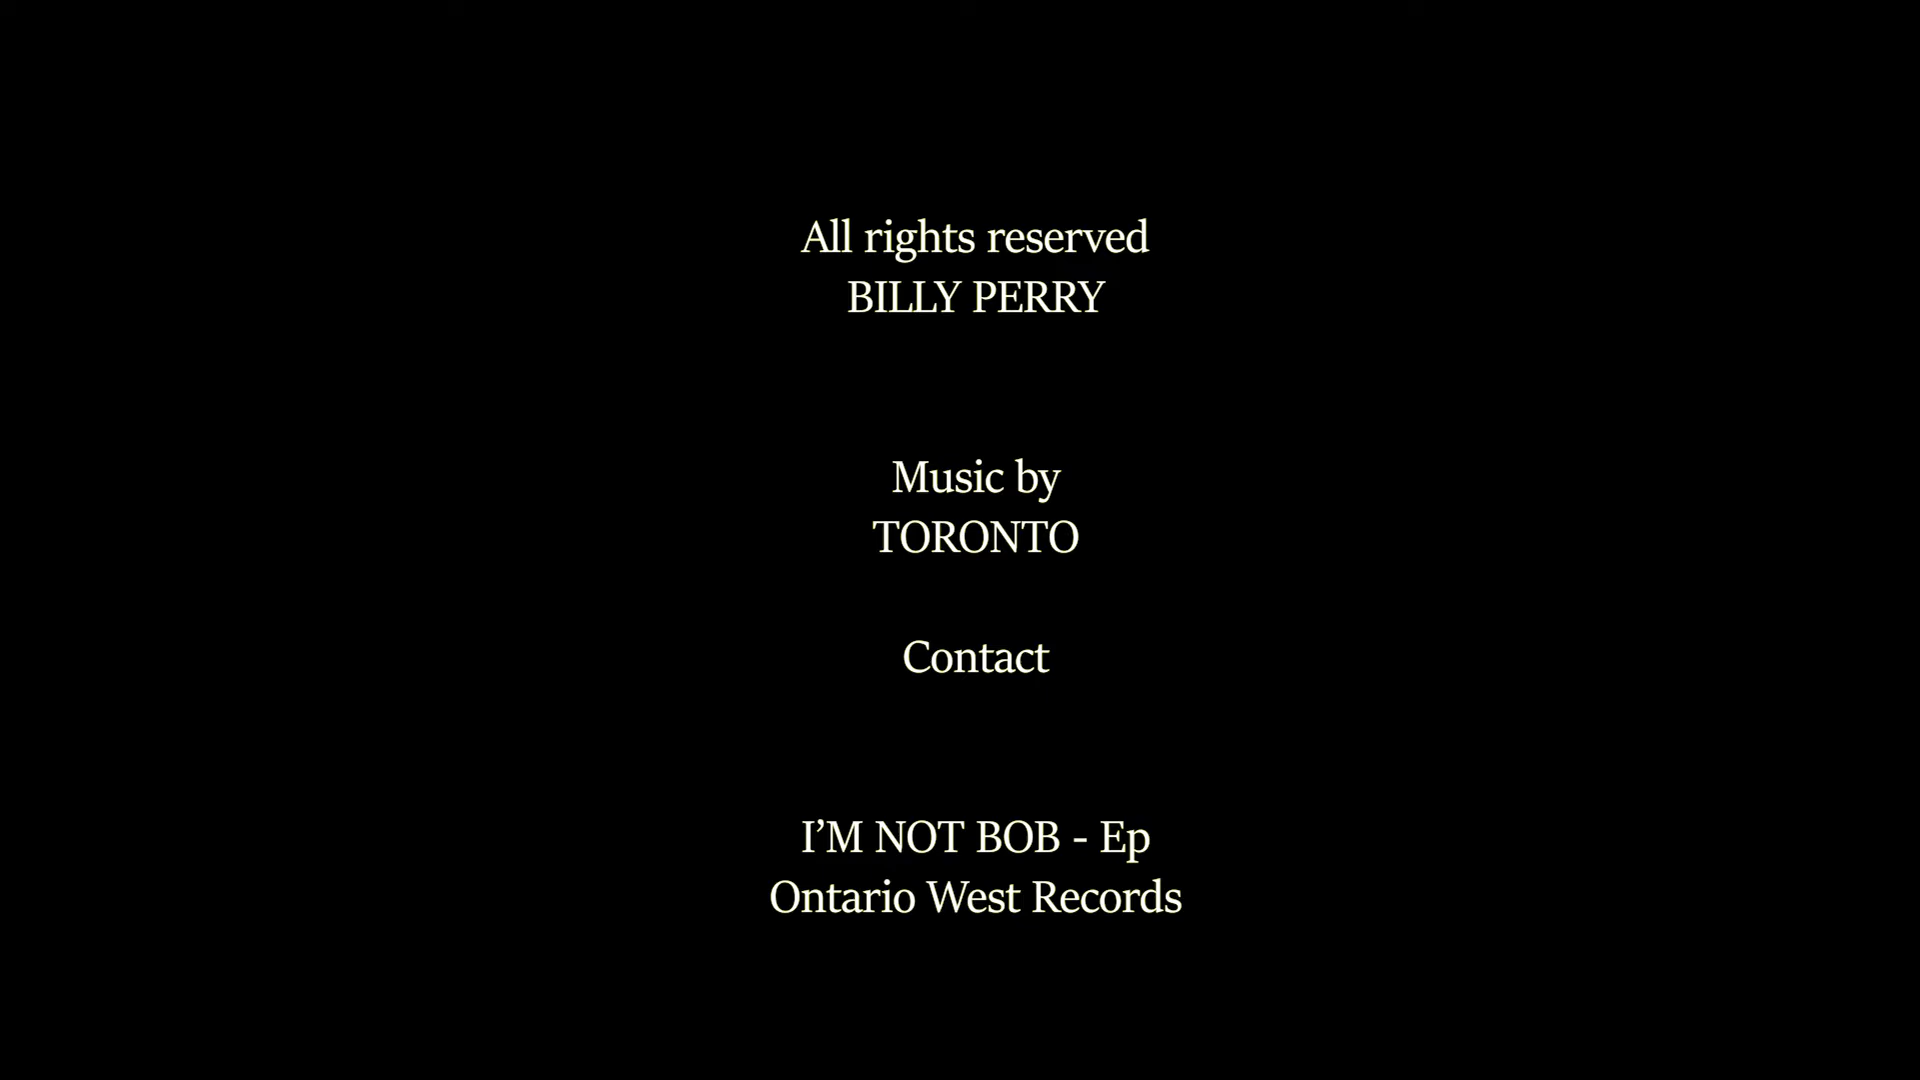 All rights reserved
BILLY PERRY
Music by
TORONTO
Contact
I’M NOT BOB - Ep
Ontario West Records